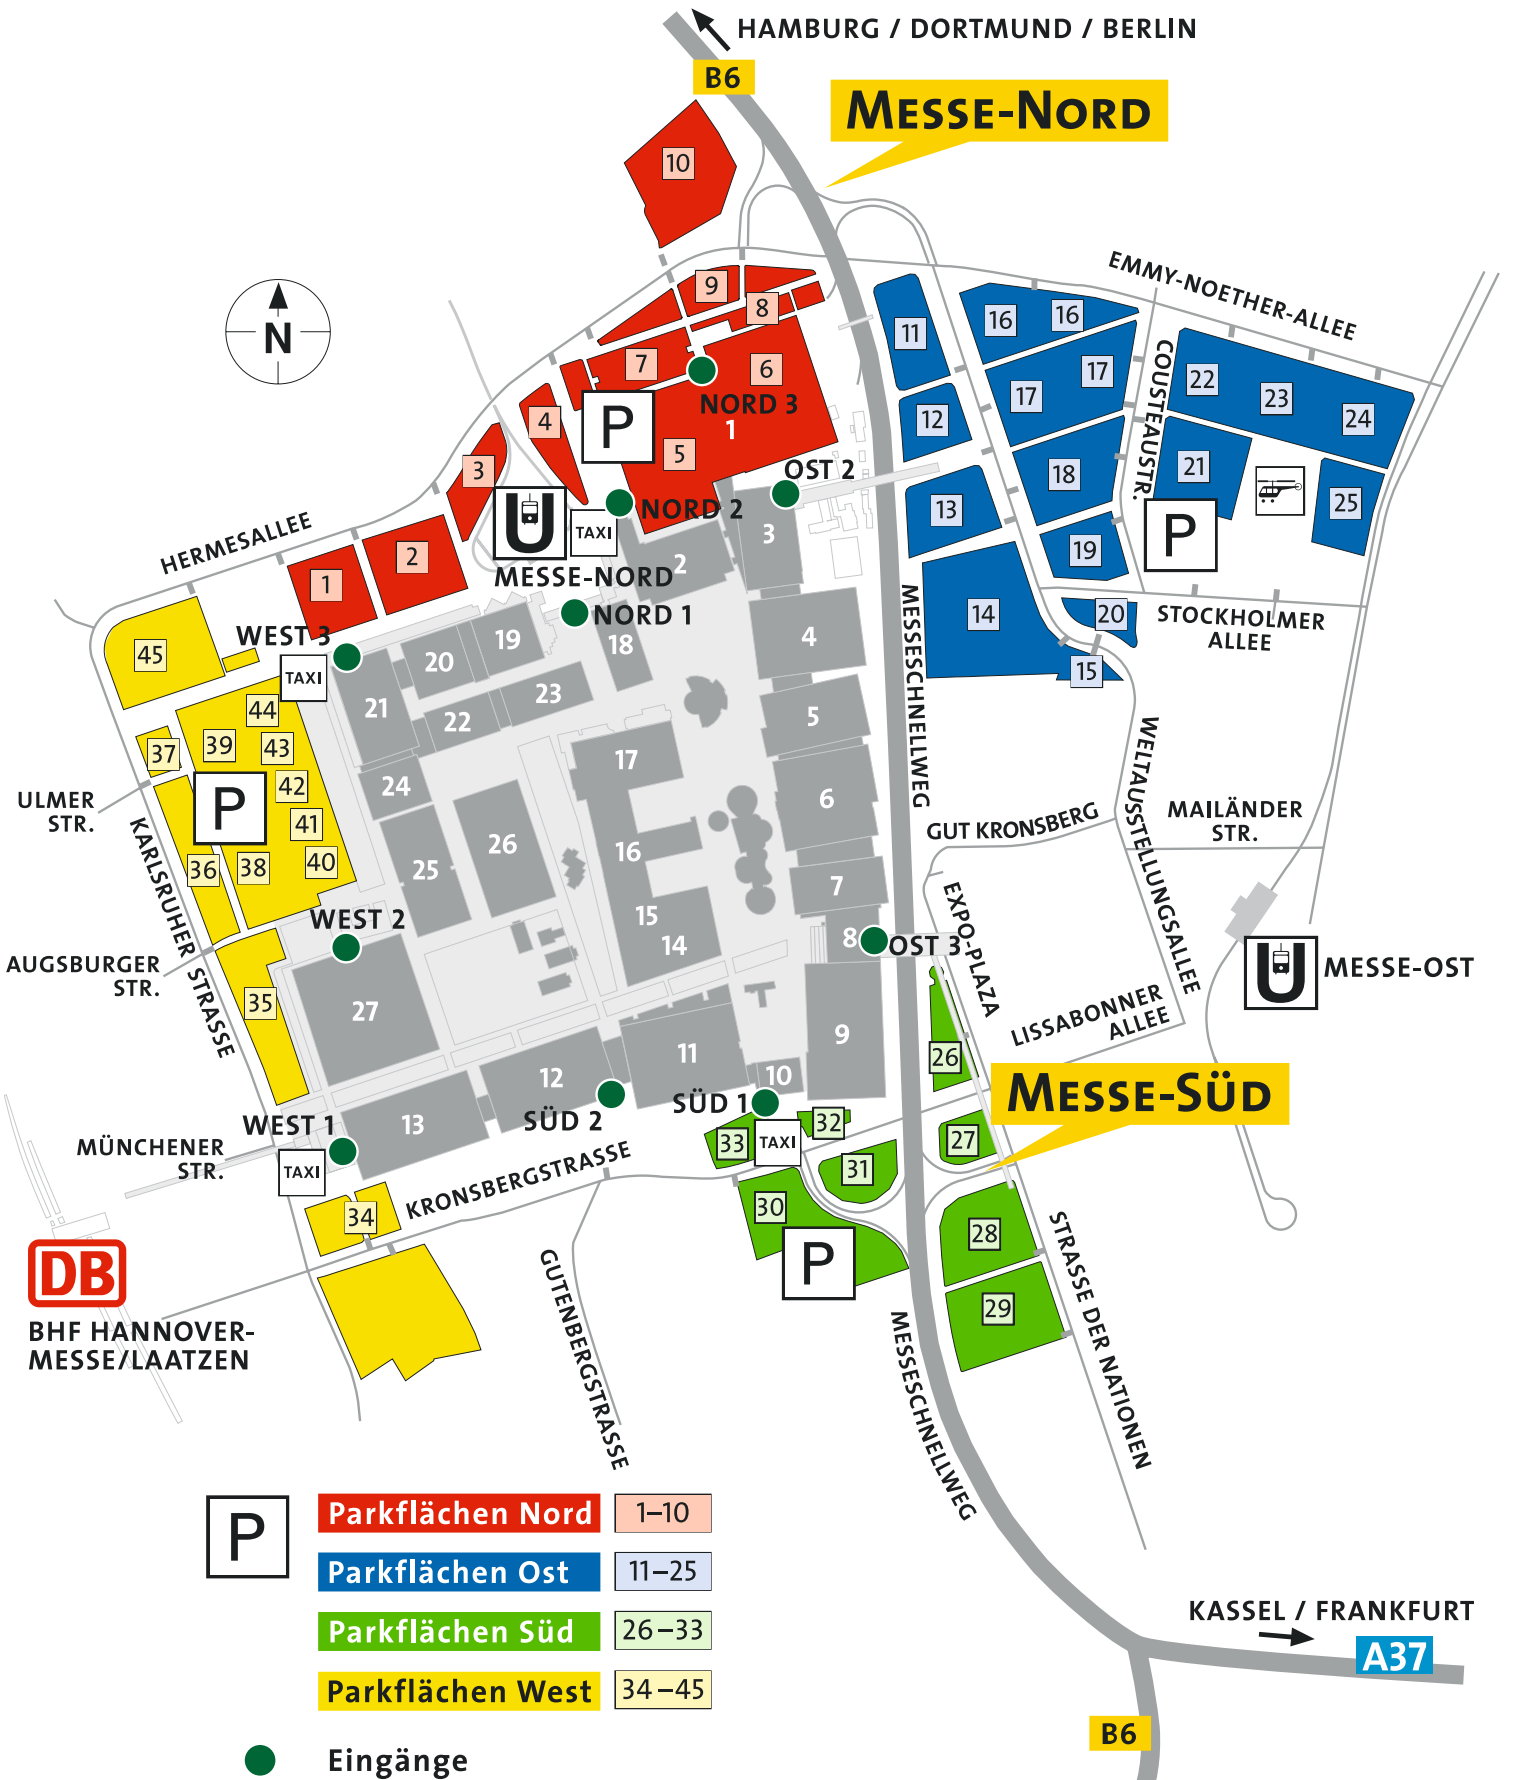 HAMBURG / DORTMUND / BERLIN
B6
MESSE-NORD
10
9
8
7
6
N
NORD 3
P
4
1
5
3
OST 2
U
TAXI
NORD 2
3
2
MESSE-NORD
HERMESALLEE
1
2
NORD 1
WEST 3
TAXI
45
EMMY-NOETHER-ALLEE
11
16
16
17
17
COUSTEAUSTR.
22
23
24
12
18
21
25
13
19
P
14
20
15
STOCKHOLMER
ALLEE
MESSESCHNELLWEG
19
20
18
4
21
22
23
5
44
39
43
37
42
P
41
36
38
40
ULMER
STR.
KARLSRUHER STRASSE
24
17
6
25
26
16
7
15
14
8
OST 3
WEST 2
AUGSBURGER
STR.
35
27
WELTAUSSTELLUNGSALLEE
MAILÄNDER
STR.
GUT KRONSBERG
EXPO-PLAZA
LISSABONNER
ALLEE
U
MESSE-OST
9
11
12
10
13
26
MESSE-SÜD
SÜD 1
SÜD 2
WEST 1
MÜNCHENER
STR.
TAXI
33
TAXI
32
27
31
30
P
28
29
34
KRONSBERGSTRASSE
DB
BHF HANNOVER-
MESSE/LAATZEN
GUTENBERGSTRASSE
MESSESCHNELLWEG
STRASSE DER NATIONEN
P
Parkflächen Nord
1–10
Parkflächen Ost
11–25
Parkflächen Süd
26–33
Parkflächen West
34–45
Eingänge
KASSEL / FRANKFURT
A37
B6